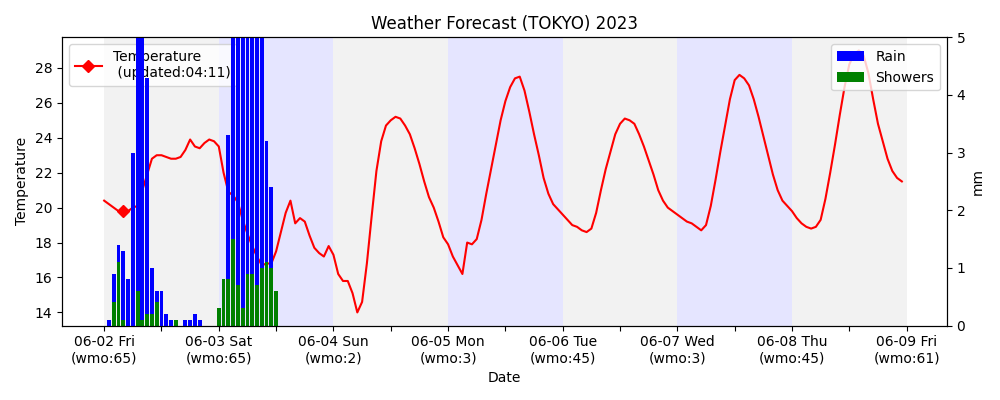 Weather Forecast (TOKYO) 2023
Temperature
(updated:04:11)
Rain
Showers
28
26
24
22
20
18
16
14
Temperature
5
4
3
2
1
0
mm
06-02 Fri
(wmo:65)
06-03 Sat
(wmo:65)
06-04 Sun
(wmo:2)
06-05 Mon
(wmo:3)
06-06 Tue
(wmo:45)
06-07 Wed
(wmo:3)
06-08 Thu
(wmo:45)
06-09 Fri
(wmo:61)
Date